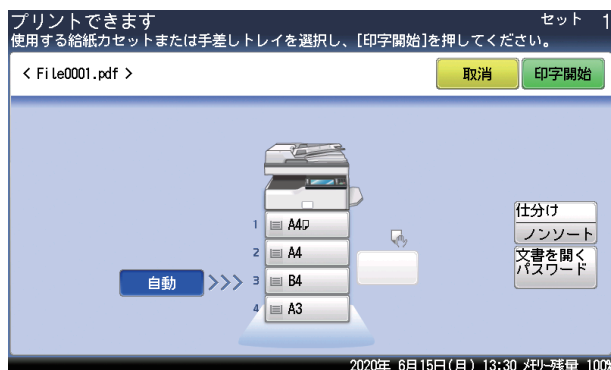 プリントできます
セット 1
使用する給紙カセットまたは手差しトレイを選択し、[印字開始]を押してください。
< File0001.pdf >
取消
印字開始
1 A4
2 A4
自動 >>> 3 B4
4 A3
仕分け
ノンソート
文書を開く
パスワード
2020年 6月15日(月) 13:30 メモリー残量 100%